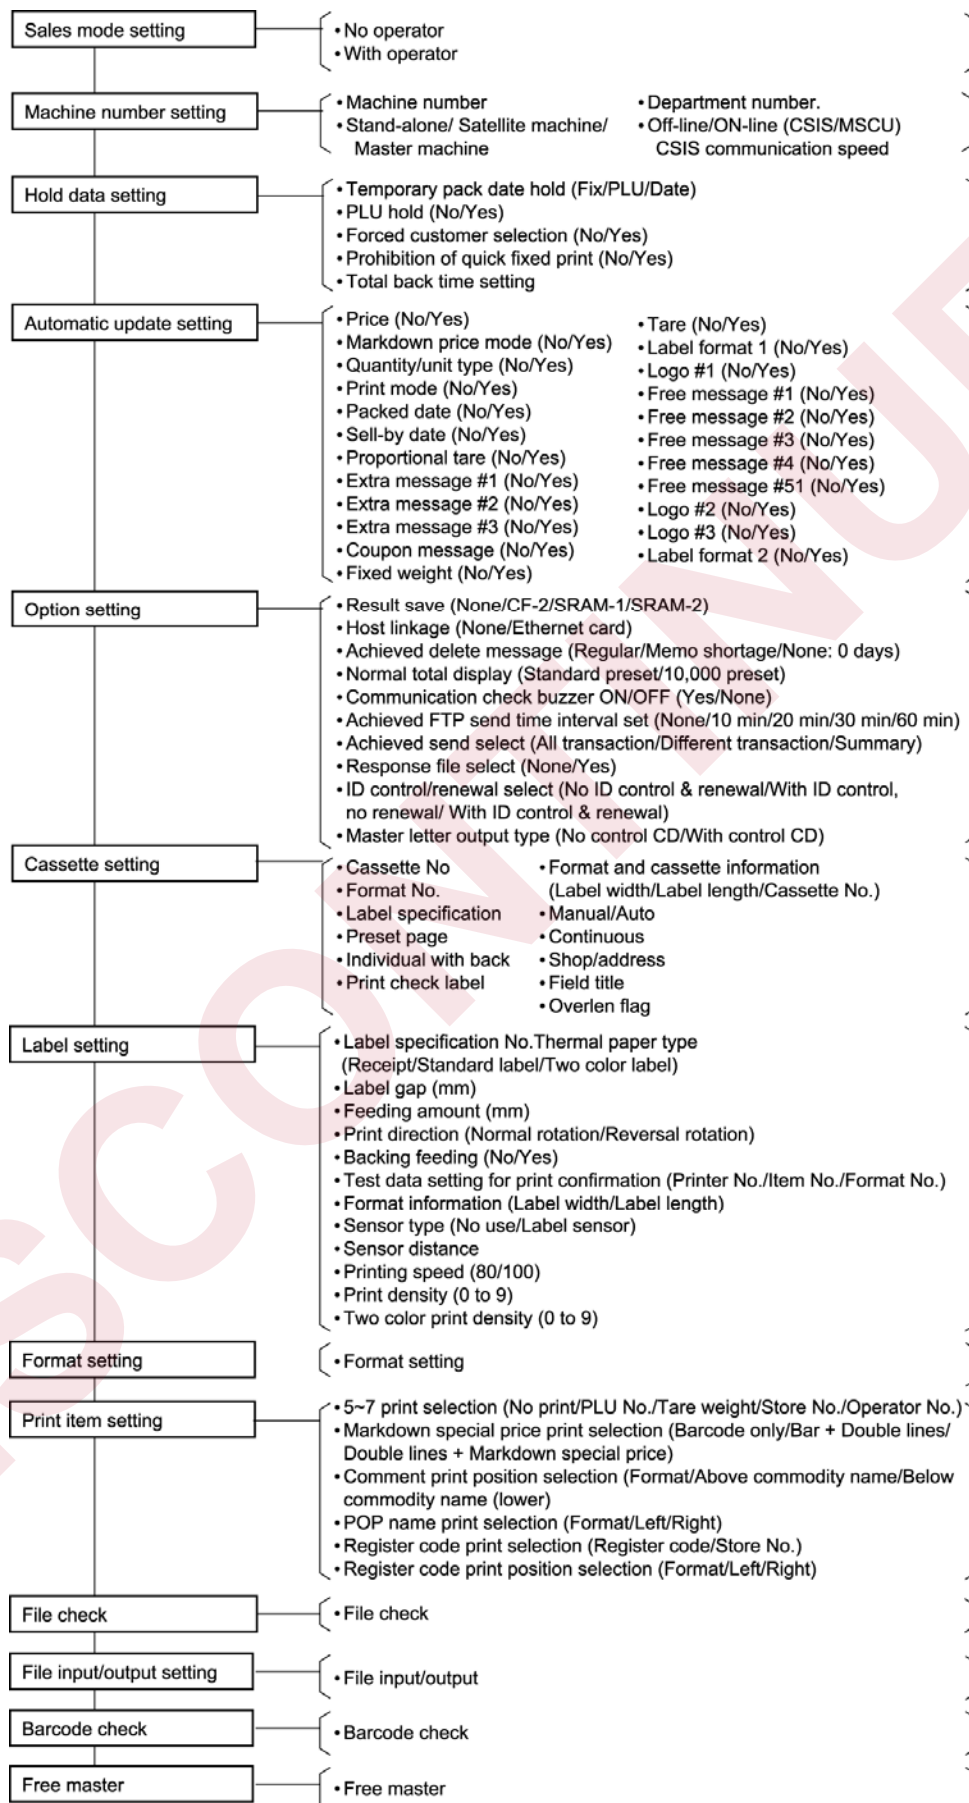 Sales mode setting
• No operator
• With operator
Machine number setting
• Machine number
• Stand-alone/ Satellite machine/
Master machine
• Department number.
• Off-line/ON-line (CSIS/MSCU)
CSIS communication speed
Hold data setting
• Temporary pack date hold (Fix/PLU/Date)
• PLU hold (No/Yes)
• Forced customer selection (No/Yes)
• Prohibition of quick fixed print (No/Yes)
• Total back time setting
Automatic update setting
• Price (No/Yes)
• Markdown price mode (No/Yes)
• Quantity/unit type (No/Yes)
• Print mode (No/Yes)
• Packed date (No/Yes)
• Sell-by date (No/Yes)
• Proportional tare (No/Yes)
• Extra message #1 (No/Yes)
• Extra message #2 (No/Yes)
• Extra message #3 (No/Yes)
• Coupon message (No/Yes)
• Fixed weight (No/Yes)
• Tare (No/Yes)
• Label format 1 (No/Yes)
• Logo #1 (No/Yes)
• Free message #1 (No/Yes)
• Free message #2 (No/Yes)
• Free message #3 (No/Yes)
• Free message #4 (No/Yes)
• Free message #51 (No/Yes)
• Logo #2 (No/Yes)
• Logo #3 (No/Yes)
• Label format 2 (No/Yes)
Option setting
• Result save (None/CF-2/SRAM-1/SRAM-2)
• Host linkage (None/Ethernet card)
• Achieved delete message (Regular/Memo shortage/None: 0 days)
• Normal total display (Standard preset/10,000 preset)
• Communication check buzzer ON/OFF (Yes/None)
• Achieved FTP send time interval set (None/10 min/20 min/30 min/60 min)
• Achieved send select (All transaction/Different transaction/Summary)
• Response file select (None/Yes)
• ID control/renewal select (No ID control & renewal/With ID control,
no renewal/ With ID control & renewal)
• Master letter output type (No control CD/With control CD)
Cassette setting
• Cassette No
• Format No.
• Label specification
• Preset page
• Individual with back
• Print check label
• Format and cassette information
(Label width/Label length/Cassette No.)
• Manual/Auto
• Continuous
• Shop/address
• Field title
• Overlen flag
Label setting
• Label specification No.Thermal paper type
(Receipt/Standard label/Two color label)
• Label gap (mm)
• Feeding amount (mm)
• Print direction (Normal rotation/Reversal rotation)
• Backing feeding (No/Yes)
• Test data setting for print confirmation (Printer No./Item No./Format No.)
• Format information (Label width/Label length)
• Sensor type (No use/Label sensor)
• Sensor distance
• Printing speed (80/100)
• Print density (0 to 9)
• Two color print density (0 to 9)
Format setting
• Format setting
Print item setting
• 5~7 print selection (No print/PLU No./Tare weight/Store No./Operator No.)
• Markdown special price print selection (Barcode only/Bar + Double lines/
Double lines + Markdown special price)
• Comment print position selection (Format/Above commodity name/Below
commodity name (lower)
• POP name print selection (Format/Left/Right)
• Register code print selection (Register code/Store No.)
• Register code print position selection (Format/Left/Right)
File check
• File check
File input/output setting
• File input/output
Barcode check
• Barcode check
Free master
• Free master